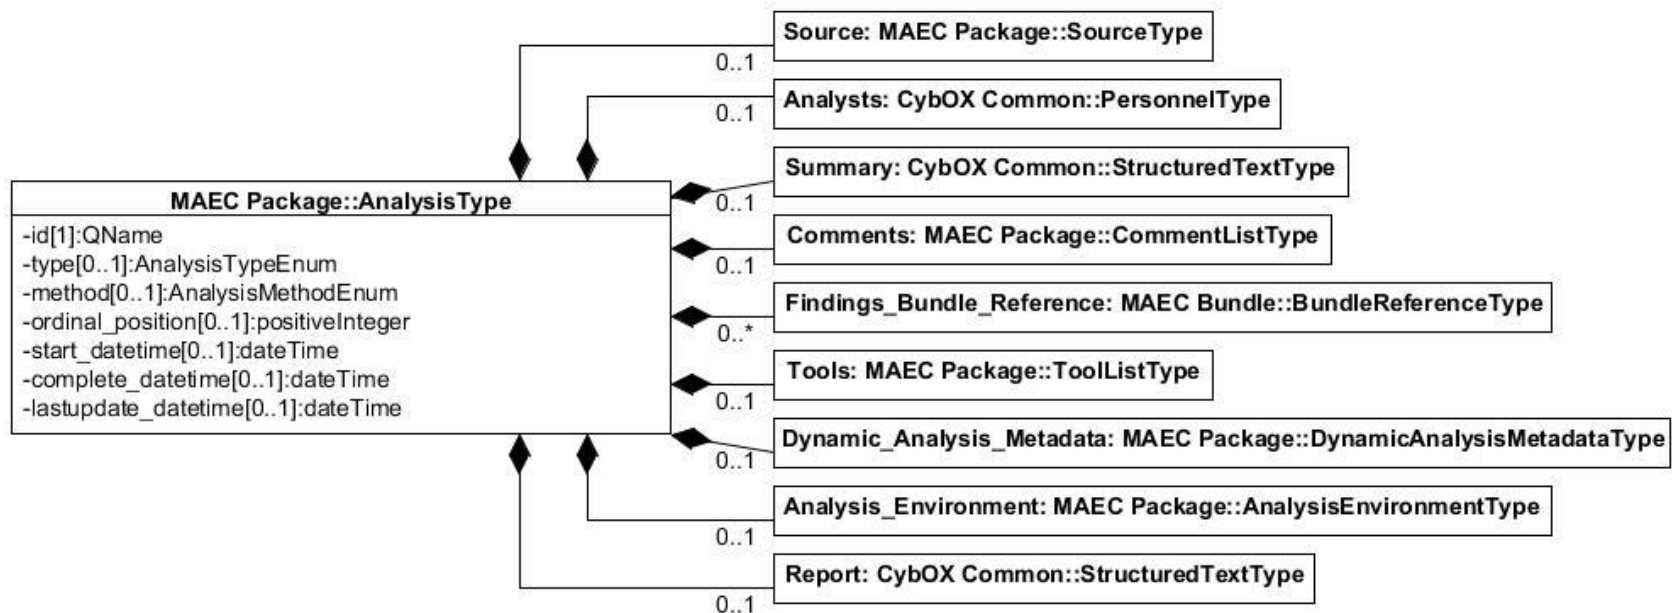 Source: MAEC Package::SourceType
0..1
Analysts: CybOX Common::PersonnelType
0..1
Summary: CybOX Common::StructuredTextType
0..1
MAEC Package::AnalysisType
-id[1]:QName
-type[0..1]:AnalysisTypeEnum
-method[0..1]:AnalysisMethodEnum
-ordinal_position[0..1]:positiveInteger
-start_datetime[0..1]:dateTime
-complete_datetime[0..1]:dateTime
-lastupdate_datetime[0..1]:dateTime
Comments: MAEC Package::CommentListType
0..1
Findings_Bundle_Reference: MAEC Bundle::BundleReferenceType
0..*
Tools: MAEC Package::ToolListType
0..1
Dynamic_Analysis_Metadata: MAEC Package::DynamicAnalysisMetadataType
0..1
Analysis_Environment: MAEC Package::AnalysisEnvironmentType
0..1
Report: CybOX Common::StructuredTextType
0..1